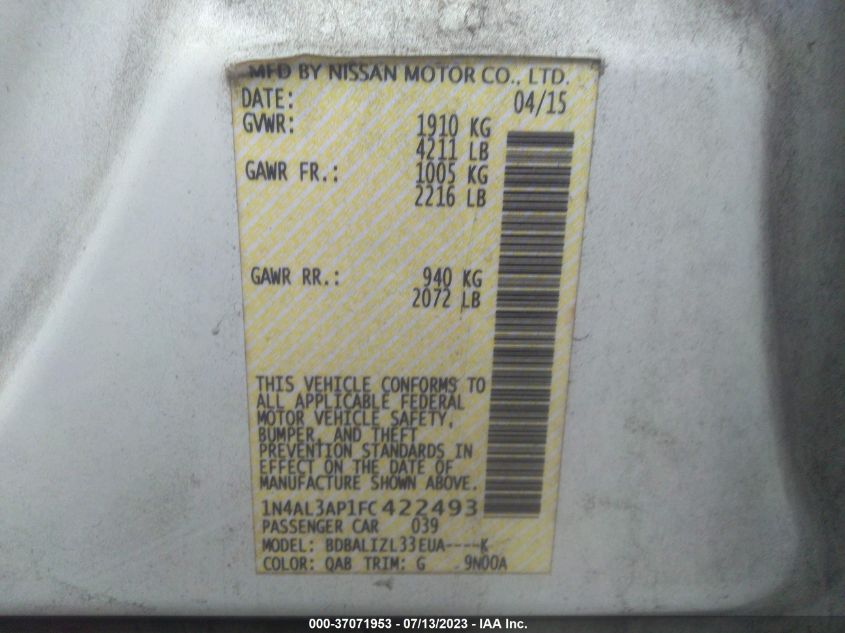 MFD BY NISSAN MOTOR CO., LTD.
DATE: 04/15
GVWR: 1910 KG
4211 LB
GAWR FR.: 1005 KG
2216 LB
GAWR RR.: 940 KG
2072 LB
THIS VEHICLE CONFORMS TO
ALL APPLICABLE FEDERAL
MOTOR VEHICLE SAFETY,
BUMPER, AND THEFT
PREVENTION STANDARDS IN
EFFECT ON THE DATE OF
MANUFACTURE SHOWN ABOVE.
1N4AL3AP1FC422493
PASSENGER CAR 039
MODEL: BDBALIZL33EUA----K
COLOR: QAB TRIM: G 9N00A
000-37071953 - 07/13/2023 - IAA Inc.